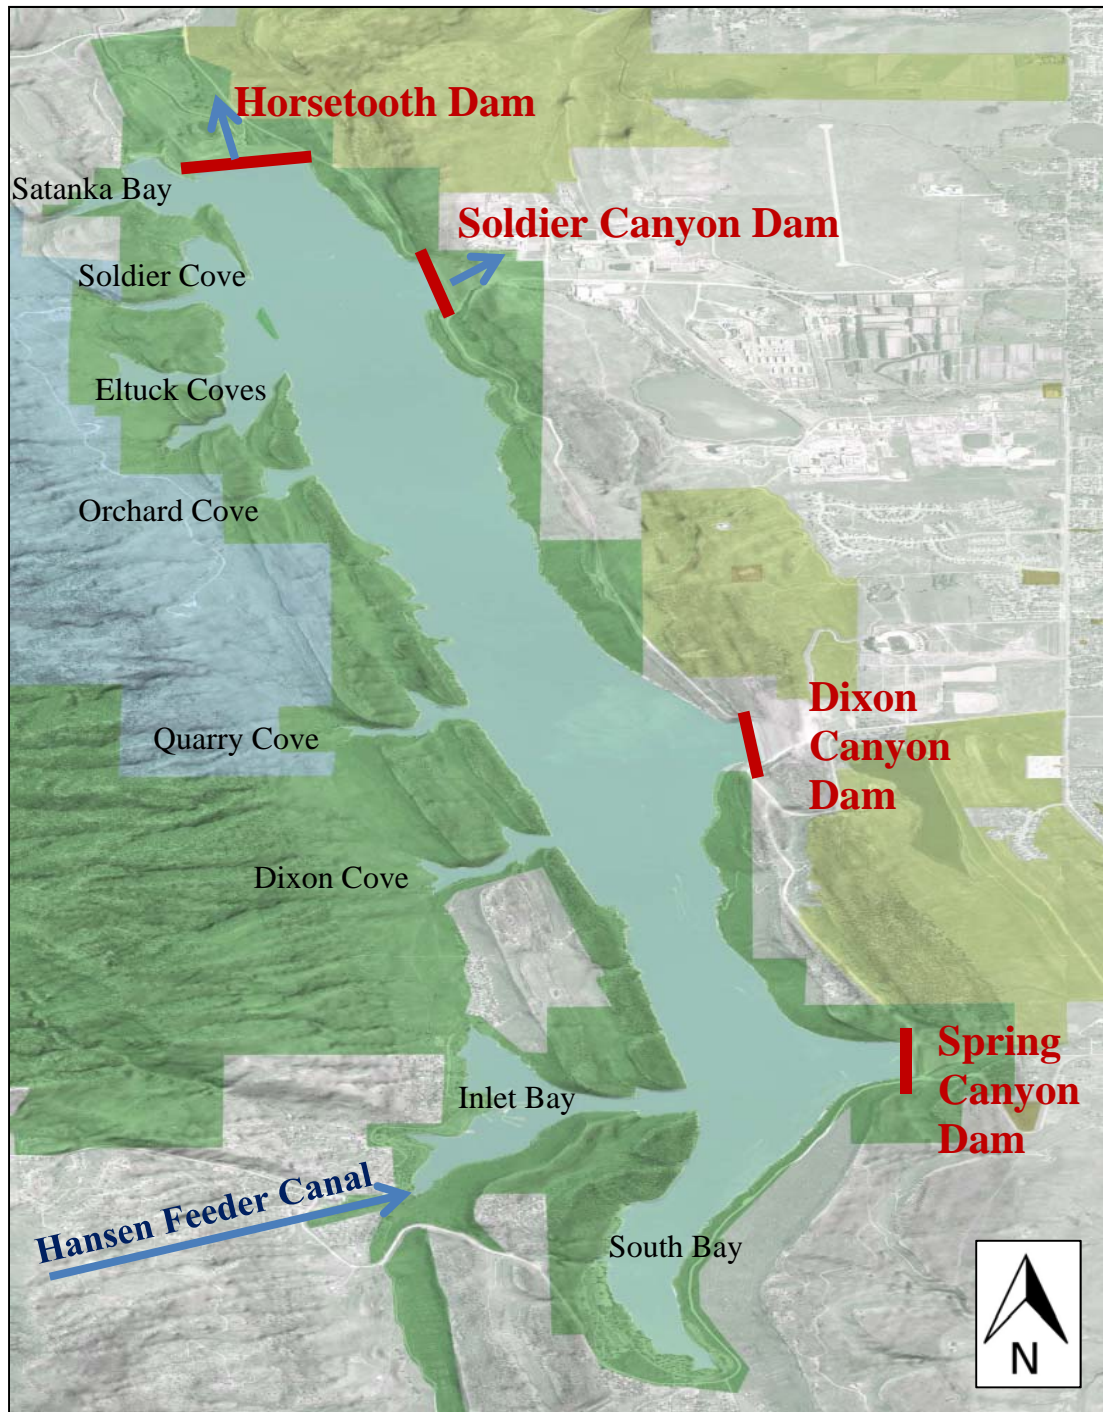 Horsetooth Dam
Satanka Bay
Soldier Canyon Dam
Soldier Cove
Eltuck Coves
Orchard Cove
Dixon
Canyon
Dam
Quarry Cove
Dixon Cove
Spring
Canyon
Dam
Inlet Bay
Hansen Feeder Canal
South Bay
N